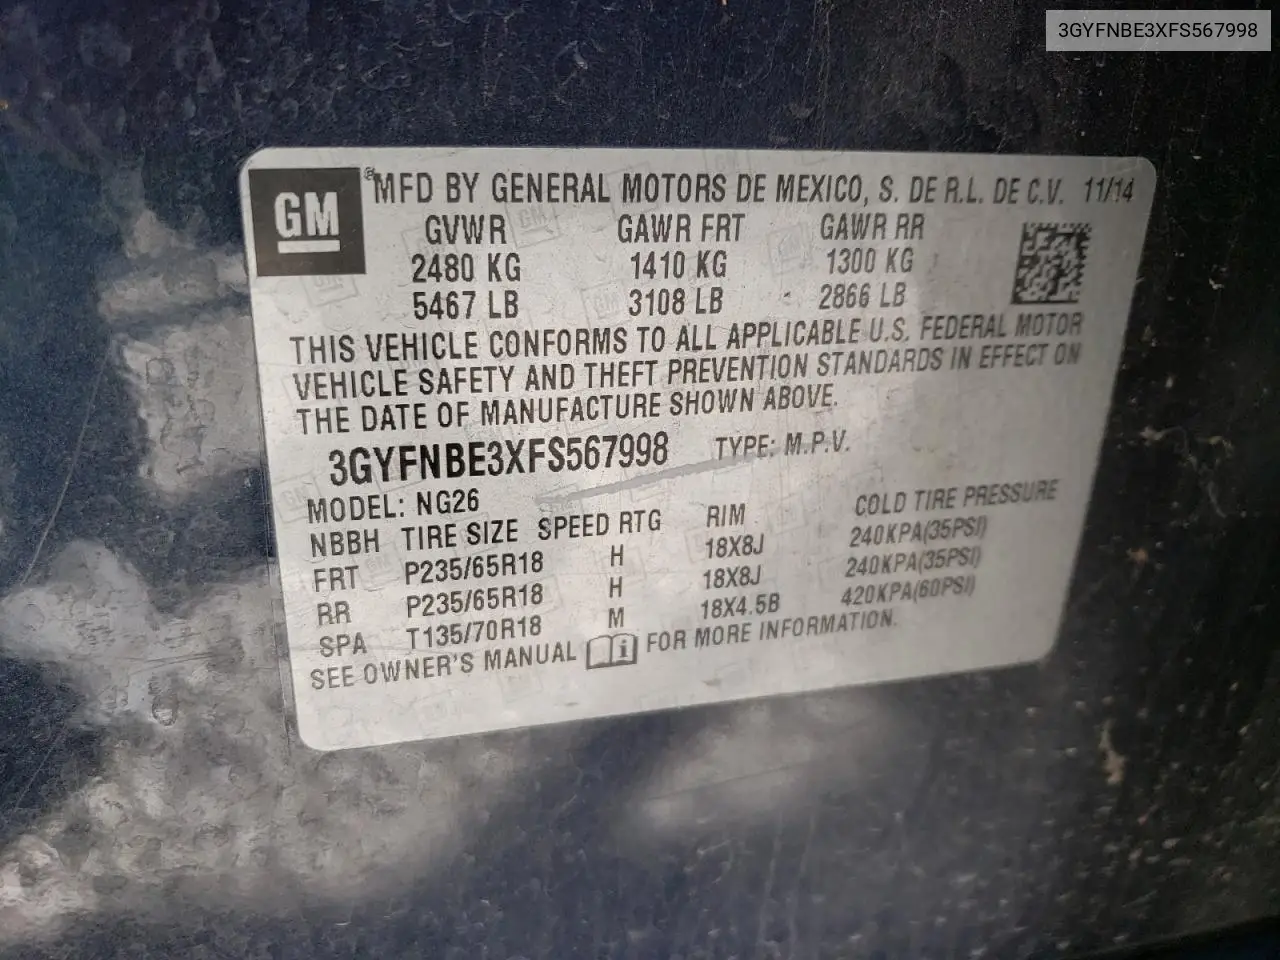 3GYFNBE3XFS567998
GM ® MFD BY GENERAL MOTORS DE MEXICO, S. DE R.L. DE C.V. 11/14
GVWR GAWR FRT GAWR RR
2480 KG 1410 KG 1300 KG
5467 LB 3108 LB 2866 LB
THIS VEHICLE CONFORMS TO ALL APPLICABLE U.S. FEDERAL MOTOR
VEHICLE SAFETY AND THEFT PREVENTION STANDARDS IN EFFECT ON
THE DATE OF MANUFACTURE SHOWN ABOVE.
3GYFNBE3XFS567998 TYPE: M.P.V.
MODEL: NG26
NBBH TIRE SIZE SPEED RTG RIM COLD TIRE PRESSURE
FRT P235/65R18 H 18X8J 240KPA(35PSI)
RR P235/65R18 H 18X8J 240KPA(35PSI)
SPA T135/70R18 M 18X4.5B 420KPA(60PSI)
SEE OWNER'S MANUAL i FOR MORE INFORMATION.